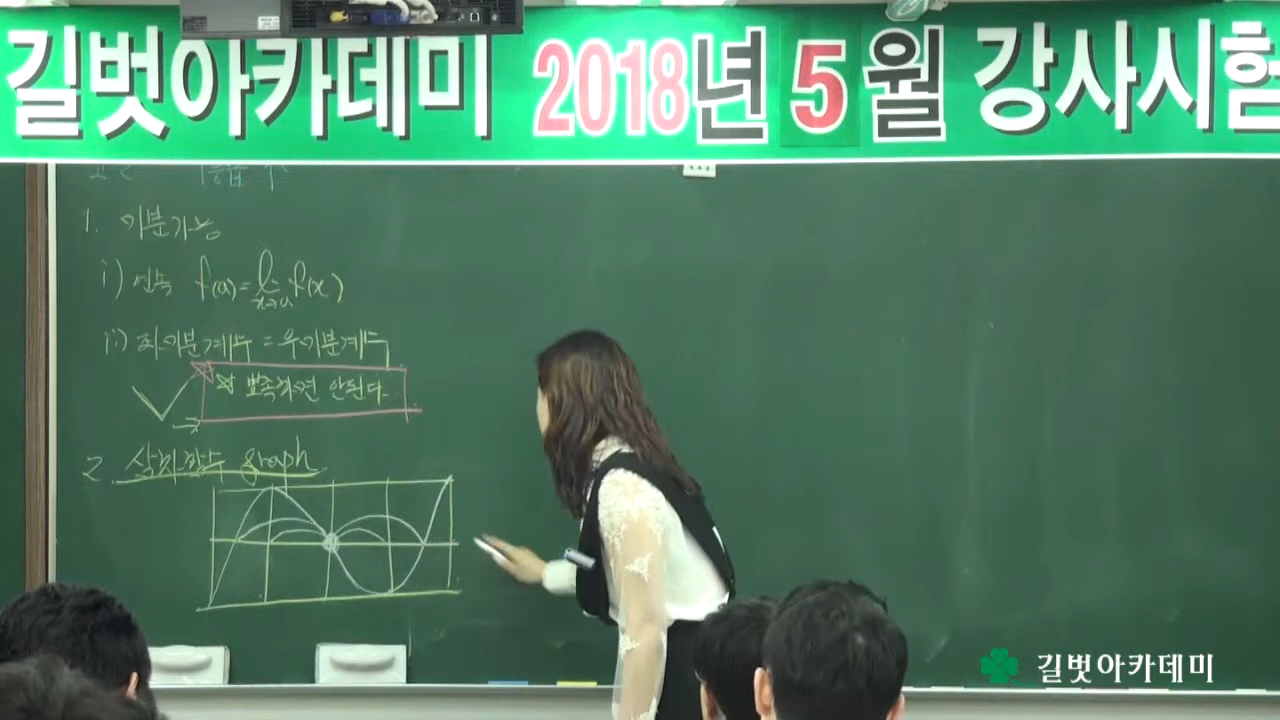 길벗아카데미 2018년 5월 강사시험
1. 미분가능
i) 연속 f(a) = lim x→a f(x)
ii) 좌미분계수 = 우미분계수
뾰족하면 안된다.
2. 삼차함수 graph
길벗아카데미